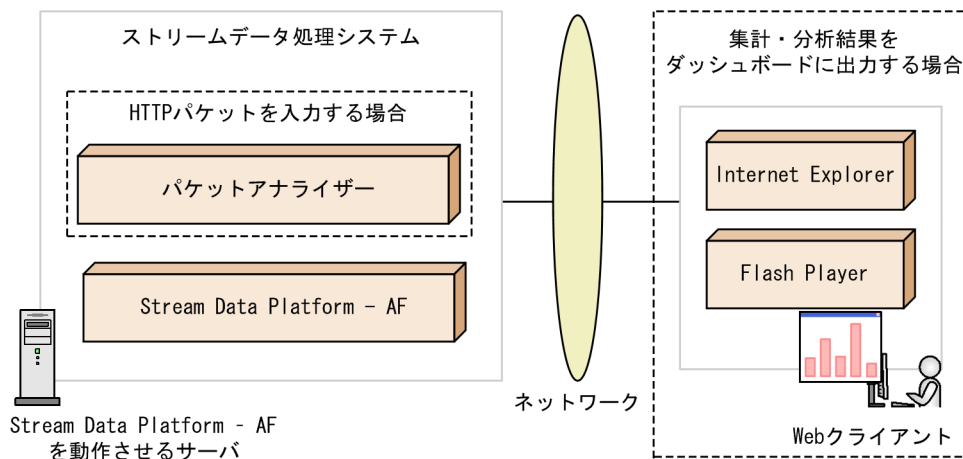 ストリームデータ処理システム
HTTPパケットを入力する場合
パケットアナライザー
Stream Data Platform - AF
Stream Data Platform - AF
を動作させるサーバ
ネットワーク
集計・分析結果を
ダッシュボードに出力する場合
Internet Explorer
Flash Player
Webクライアント